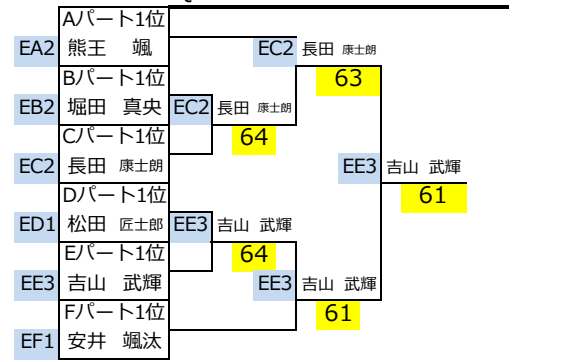 Aパート1位
EA2 熊王 颯 EC2 長田 康士朗
Bパート1位 63
EB2 堀田 真央 EC2 長田 康士朗
Cパート1位 64
EC2 長田 康士朗 EE3 吉山 武輝
Dパート1位 61
ED1 松田 匠士郎 EE3 吉山 武輝
Eパート1位 64
EE3 吉山 武輝 EE3 吉山 武輝
Fパート1位 61
EF1 安井 颯汰